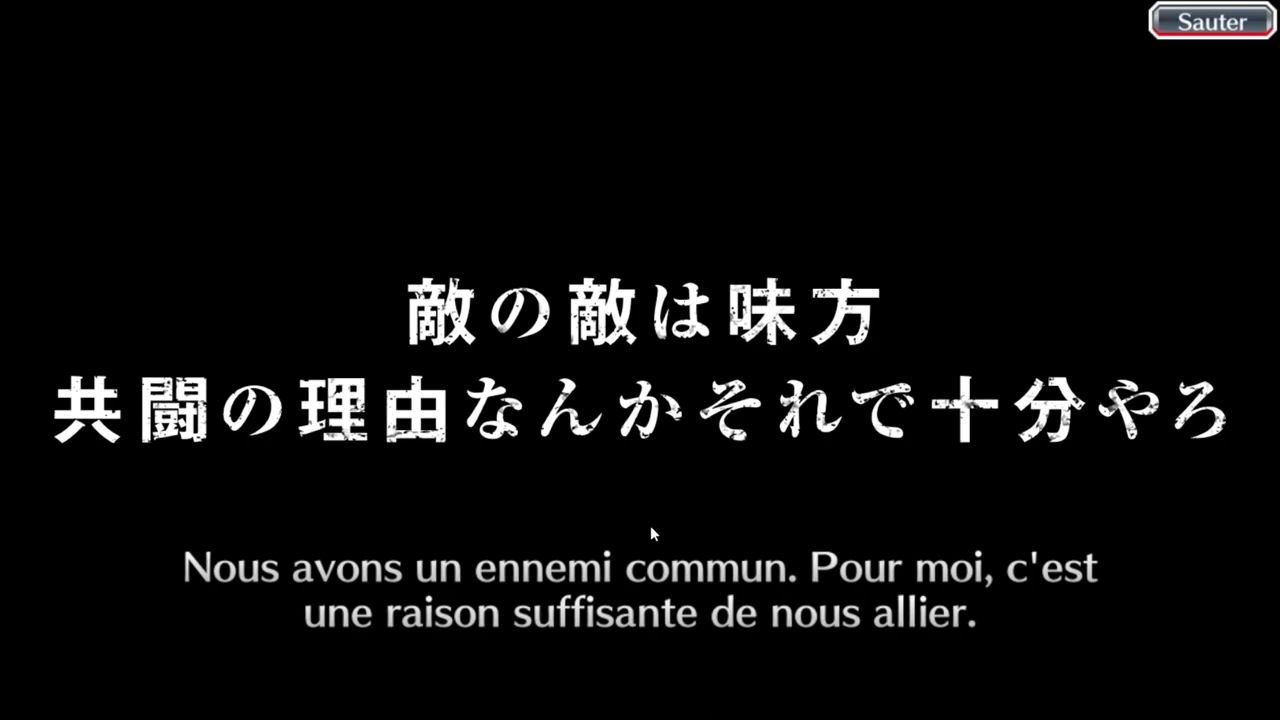 Sauter
敵の敵は味方
共闘の理由なんかそれで十分やろ
Nous avons un ennemi commun. Pour moi, c'est
une raison suffisante de nous allier.